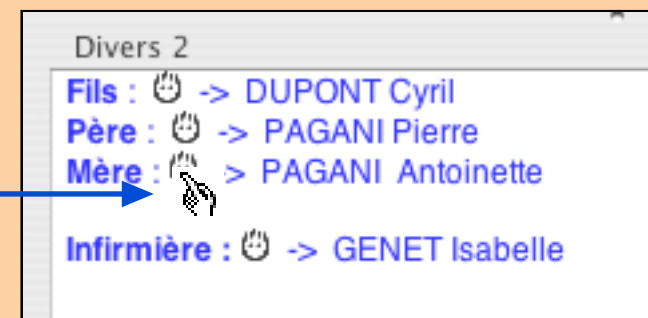 Divers 2
Fils : -> DUPONT Cyril
Père : -> PAGANI Pierre
Mère : > PAGANI Antoinette
Infirmière : -> GENET Isabelle